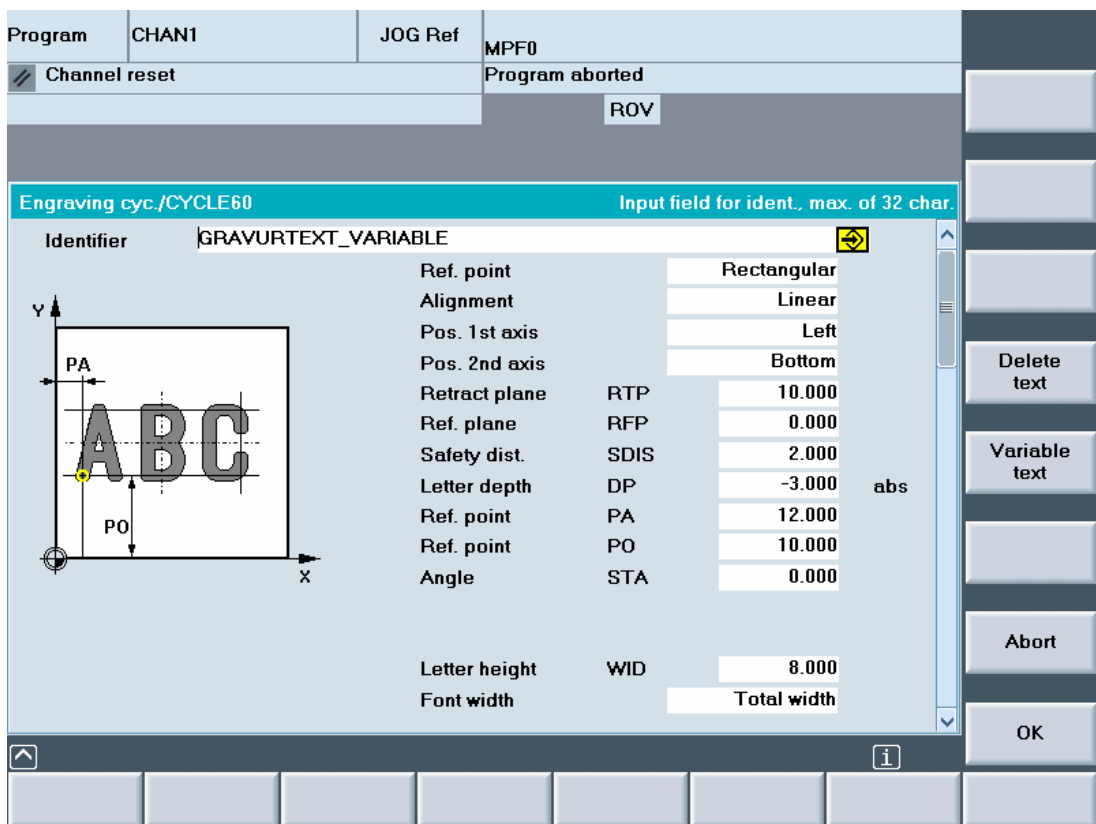 Program CHAN1 JOG Ref MPF0
Channel reset Program aborted
ROV
Engraving cyc./CYCLE60 Input field for ident., max. of 32 char.
Identifier GRAVURTEXT_VARIABLE
Ref. point Rectangular
Alignment Linear
Pos. 1st axis Left
Pos. 2nd axis Bottom
Retract plane RTP 10.000
Ref. plane RFP 0.000
Safety dist. SDIS 2.000
Letter depth DP -3.000 abs
Ref. point PA 12.000
Ref. point PO 10.000
Angle STA 0.000
Letter height WID 8.000
Font width Total width
Y
PA
ABC
PO
X
Delete
text
Variable
text
Abort
OK
i